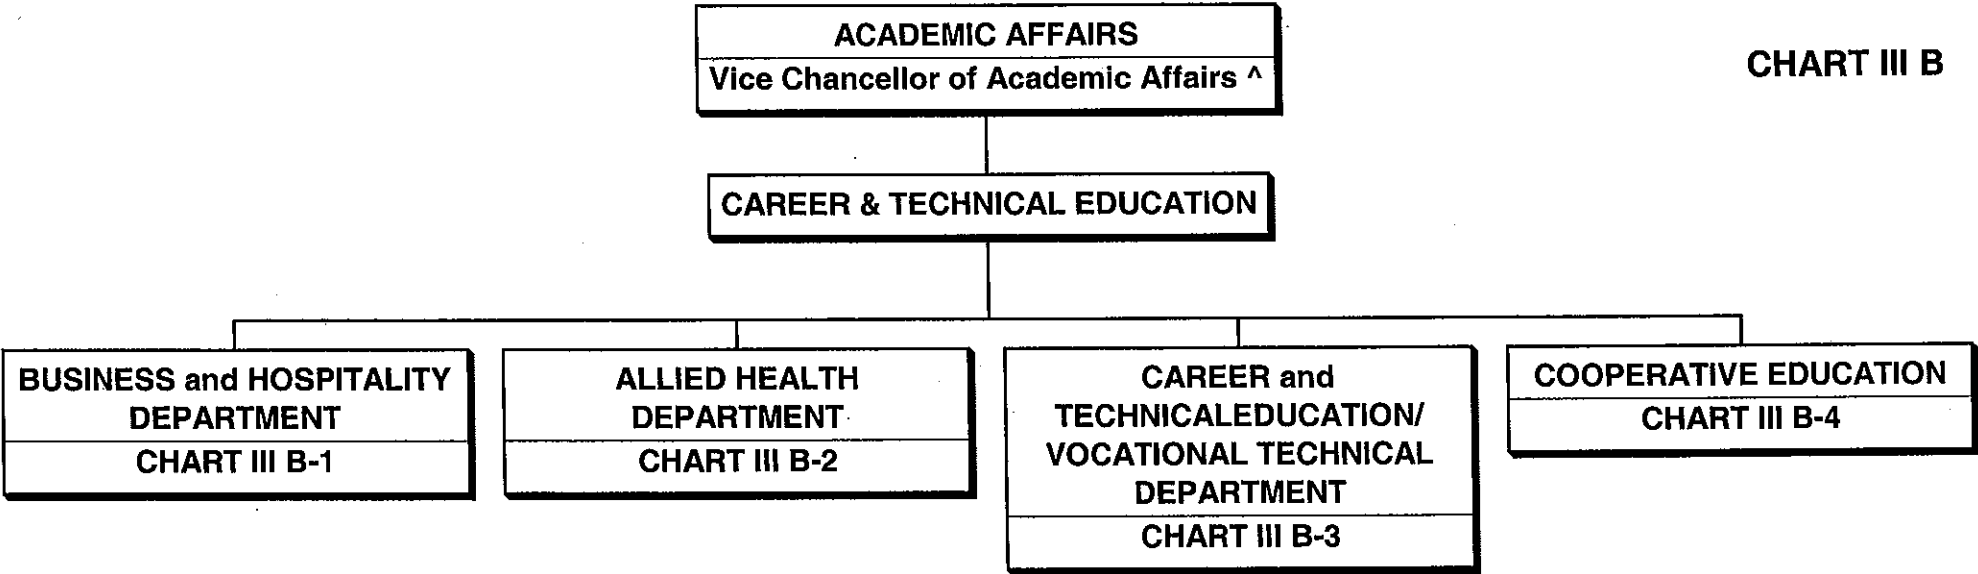 ACADEMIC AFFAIRS
Vice Chancellor of Academic Affairs ^
CHART III B
CAREER & TECHNICAL EDUCATION
BUSINESS and HOSPITALITY
DEPARTMENT
CHART III B-1
ALLIED HEALTH
DEPARTMENT
CHART III B-2
CAREER and
TECHNICALEDUCATION/
VOCATIONAL TECHNICAL
DEPARTMENT
CHART III B-3
COOPERATIVE EDUCATION
CHART III B-4